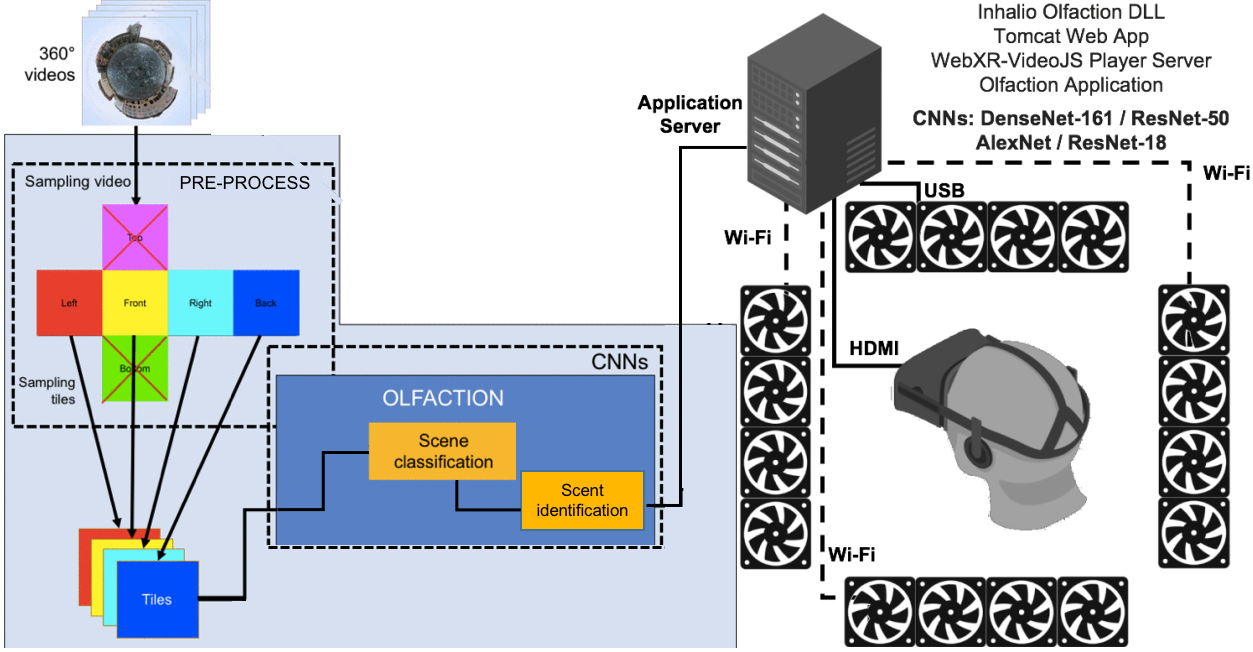 360°
videos
Sampling video
PRE-PROCESS
Top
Left
Front
Right
Back
Bottom
Sampling
tiles
Tiles
CNNs
OLFACTION
Scene
classification
Scent
identification
Application
Server
Inhalio Olfaction DLL
Tomcat Web App
WebXR-VideoJS Player Server
Olfaction Application
CNNs: DenseNet-161 / ResNet-50
AlexNet / ResNet-18
Wi-Fi
USB
Wi-Fi
HDMI
Wi-Fi